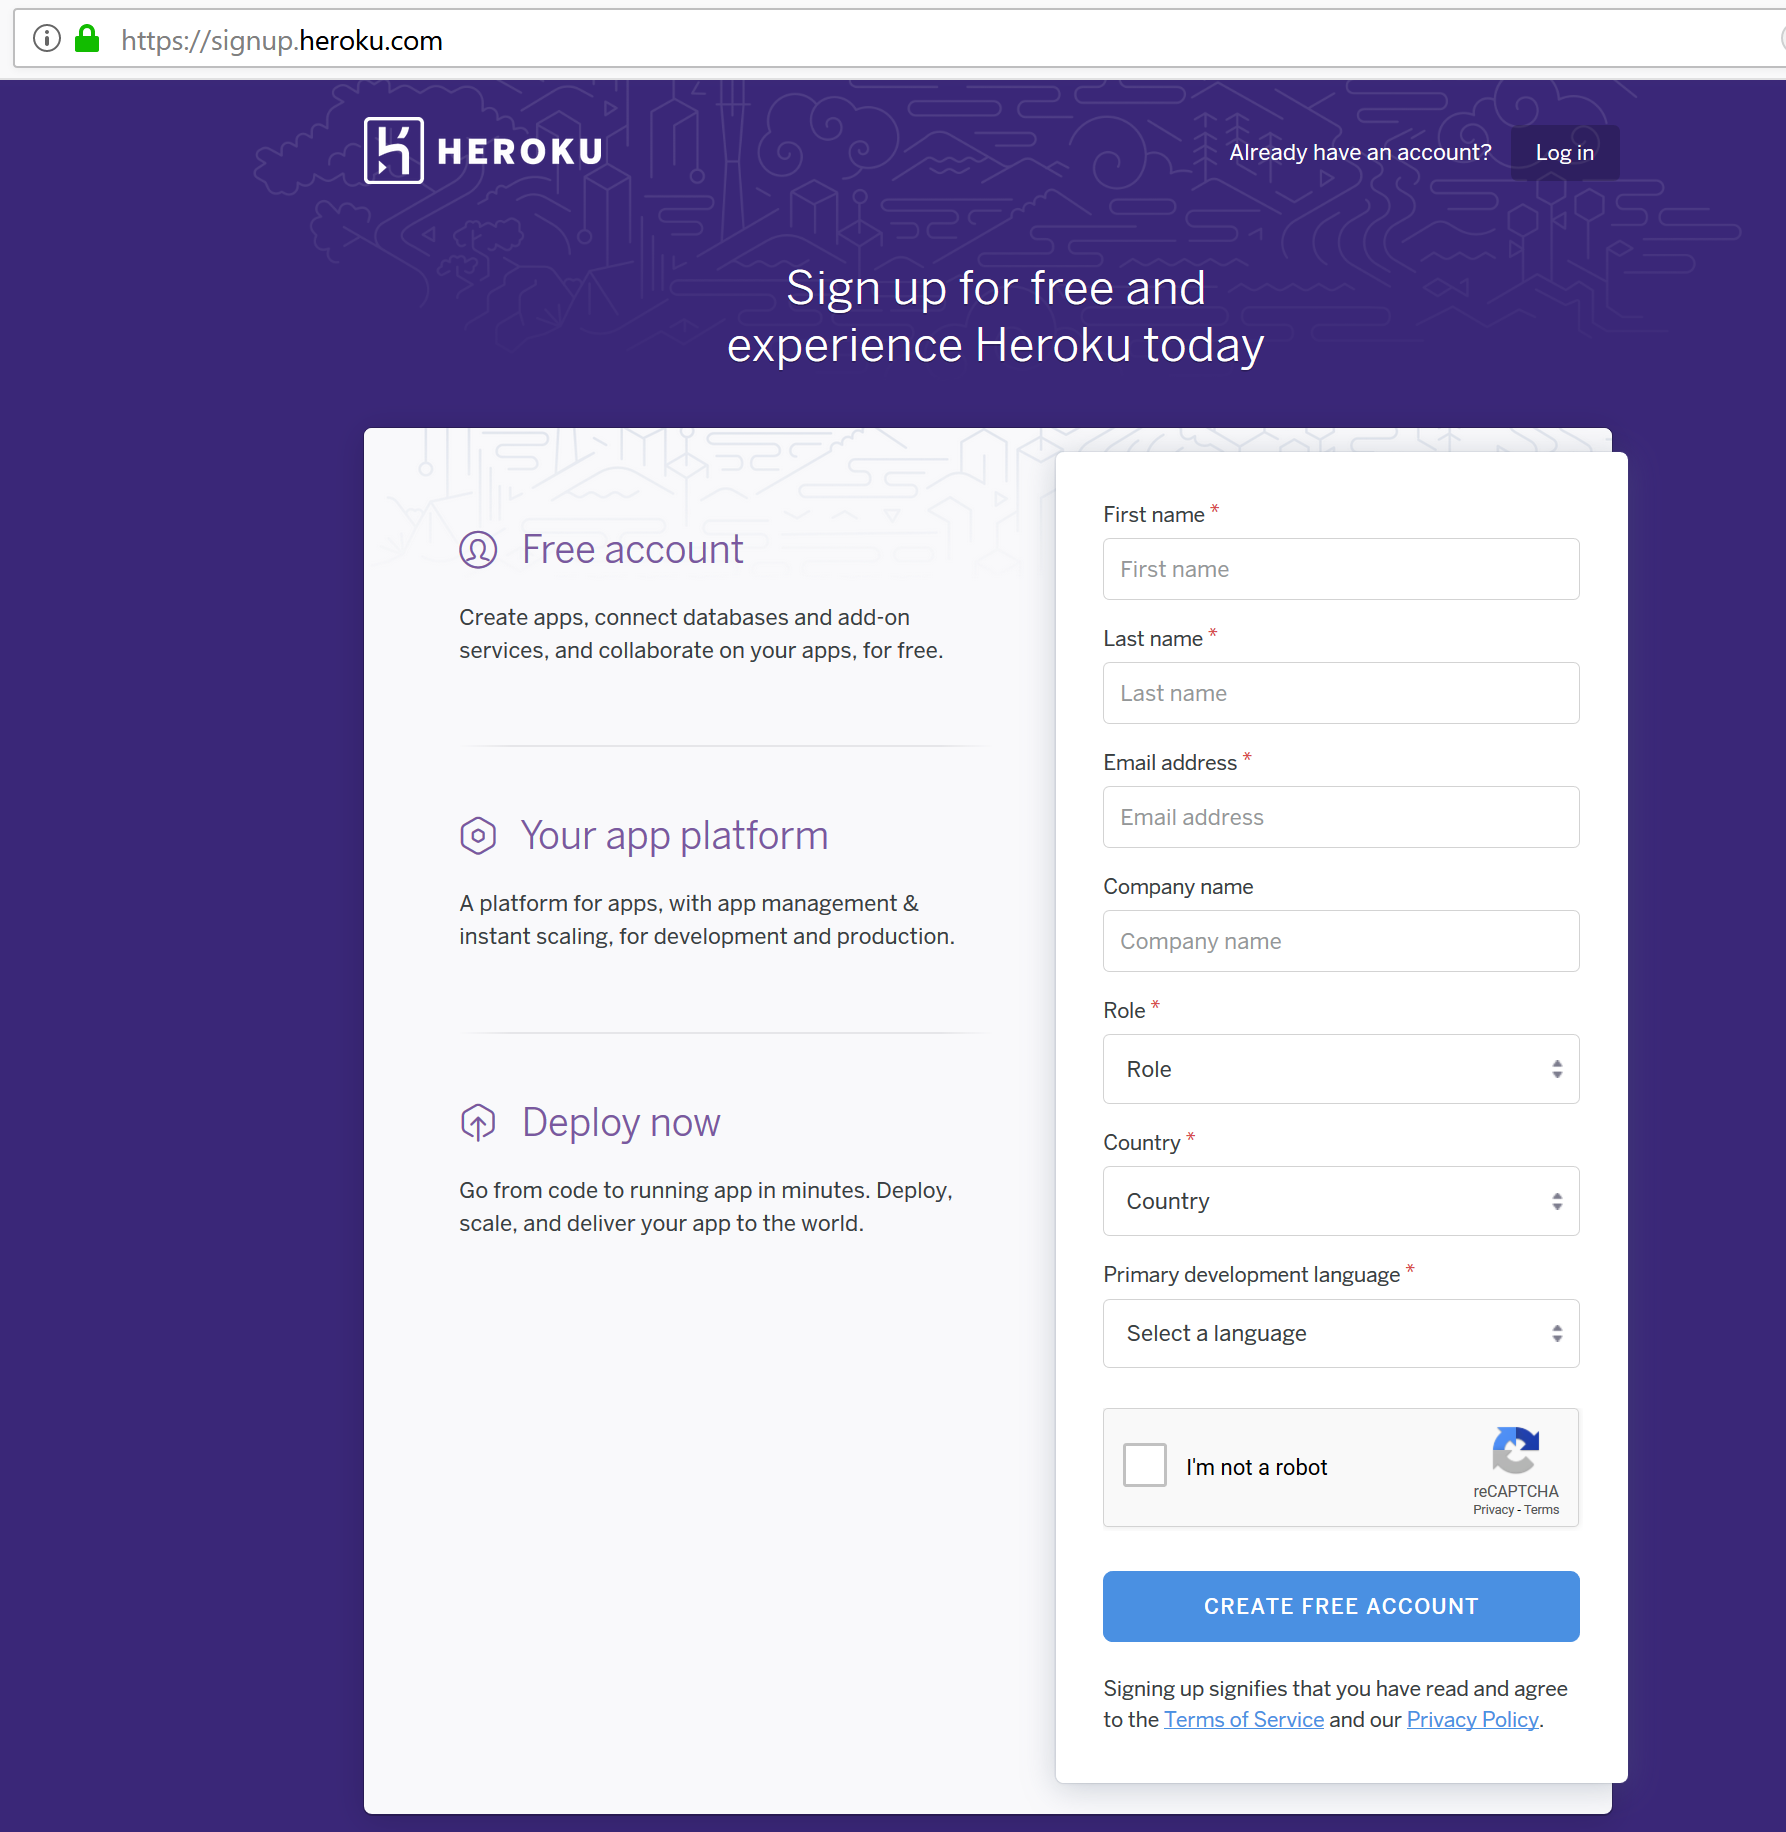 https://signup.heroku.com
HEROKU
Already have an account?
Log in
Sign up for free and
experience Heroku today
Free account
Create apps, connect databases and add-on
services, and collaborate on your apps, for free.
Your app platform
A platform for apps, with app management &
instant scaling, for development and production.
Deploy now
Go from code to running app in minutes. Deploy,
scale, and deliver your app to the world.
First name *
First name
Last name *
Last name
Email address *
Email address
Company name
Company name
Role *
Role
Country *
Country
Primary development language *
Select a language
I'm not a robot
reCAPTCHA
Privacy - Terms
CREATE FREE ACCOUNT
Signing up signifies that you have read and agree
to the Terms of Service and our Privacy Policy.